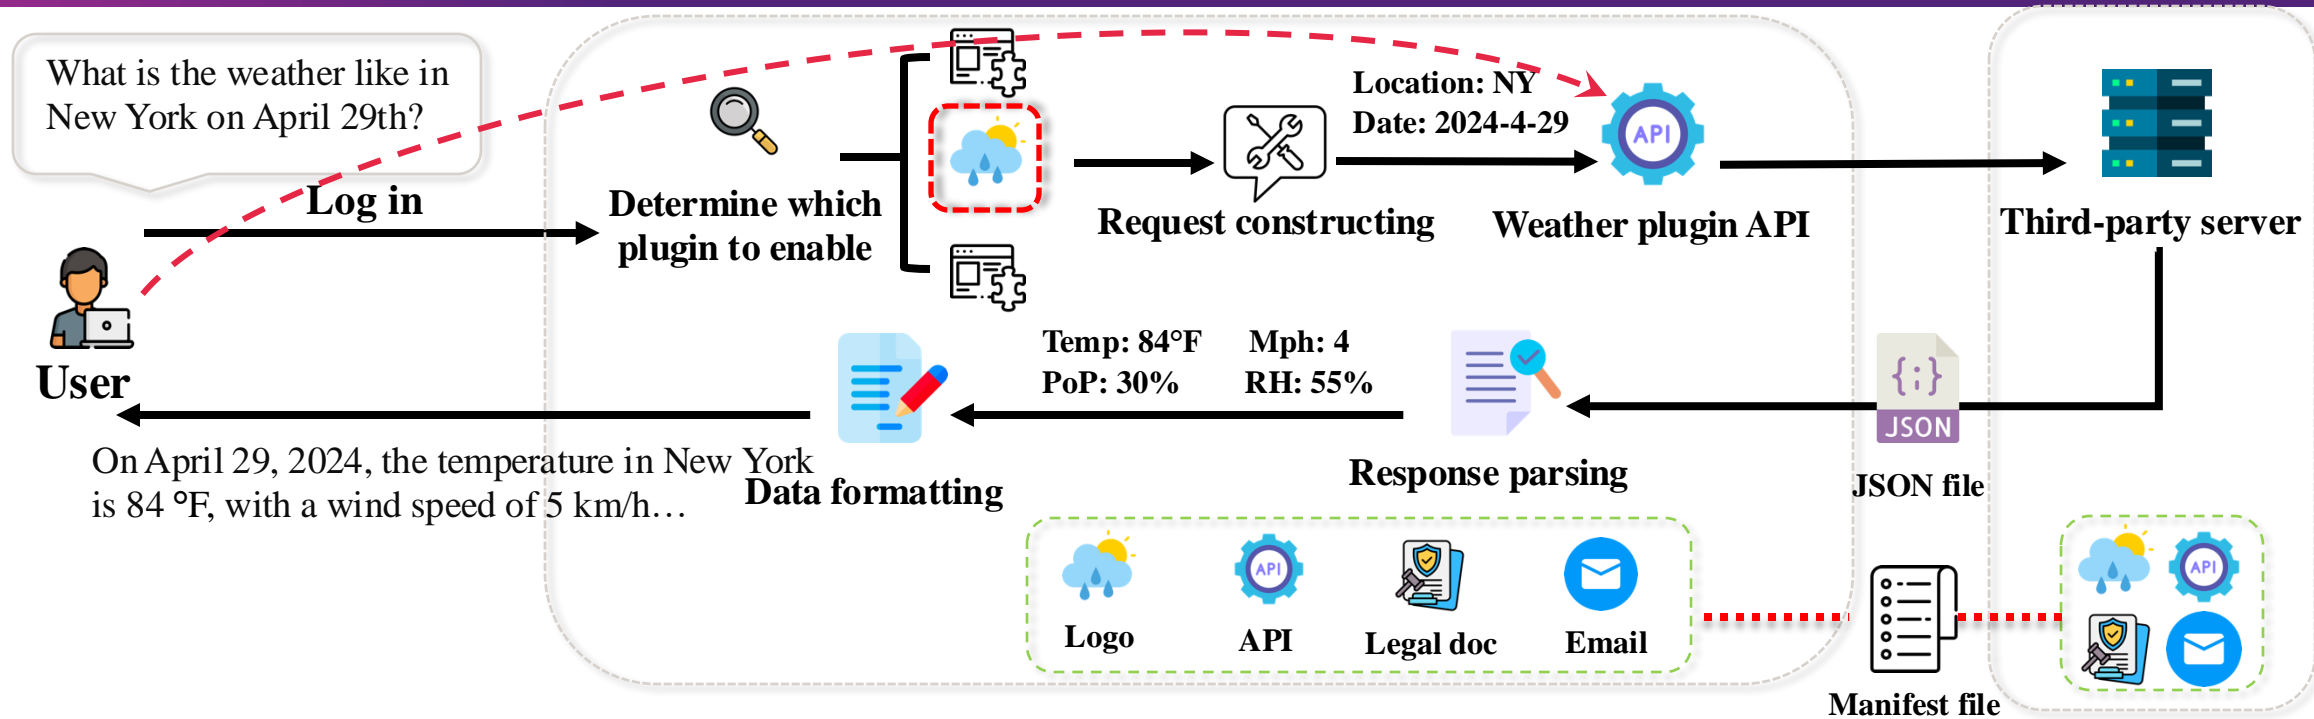 What is the weather like in
New York on April 29th?
Log in
User
Determine which
plugin to enable
Request constructing
Location: NY
Date: 2024-4-29
API
Weather plugin API
Third-party server
{;}
JSON
JSON file
Response parsing
Temp: 84°F Mph: 4
PoP: 30% RH: 55%
Data formatting
On April 29, 2024, the temperature in New York
is 84 °F, with a wind speed of 5 km/h…
Logo
API
API
Legal doc
Email
Manifest file
API